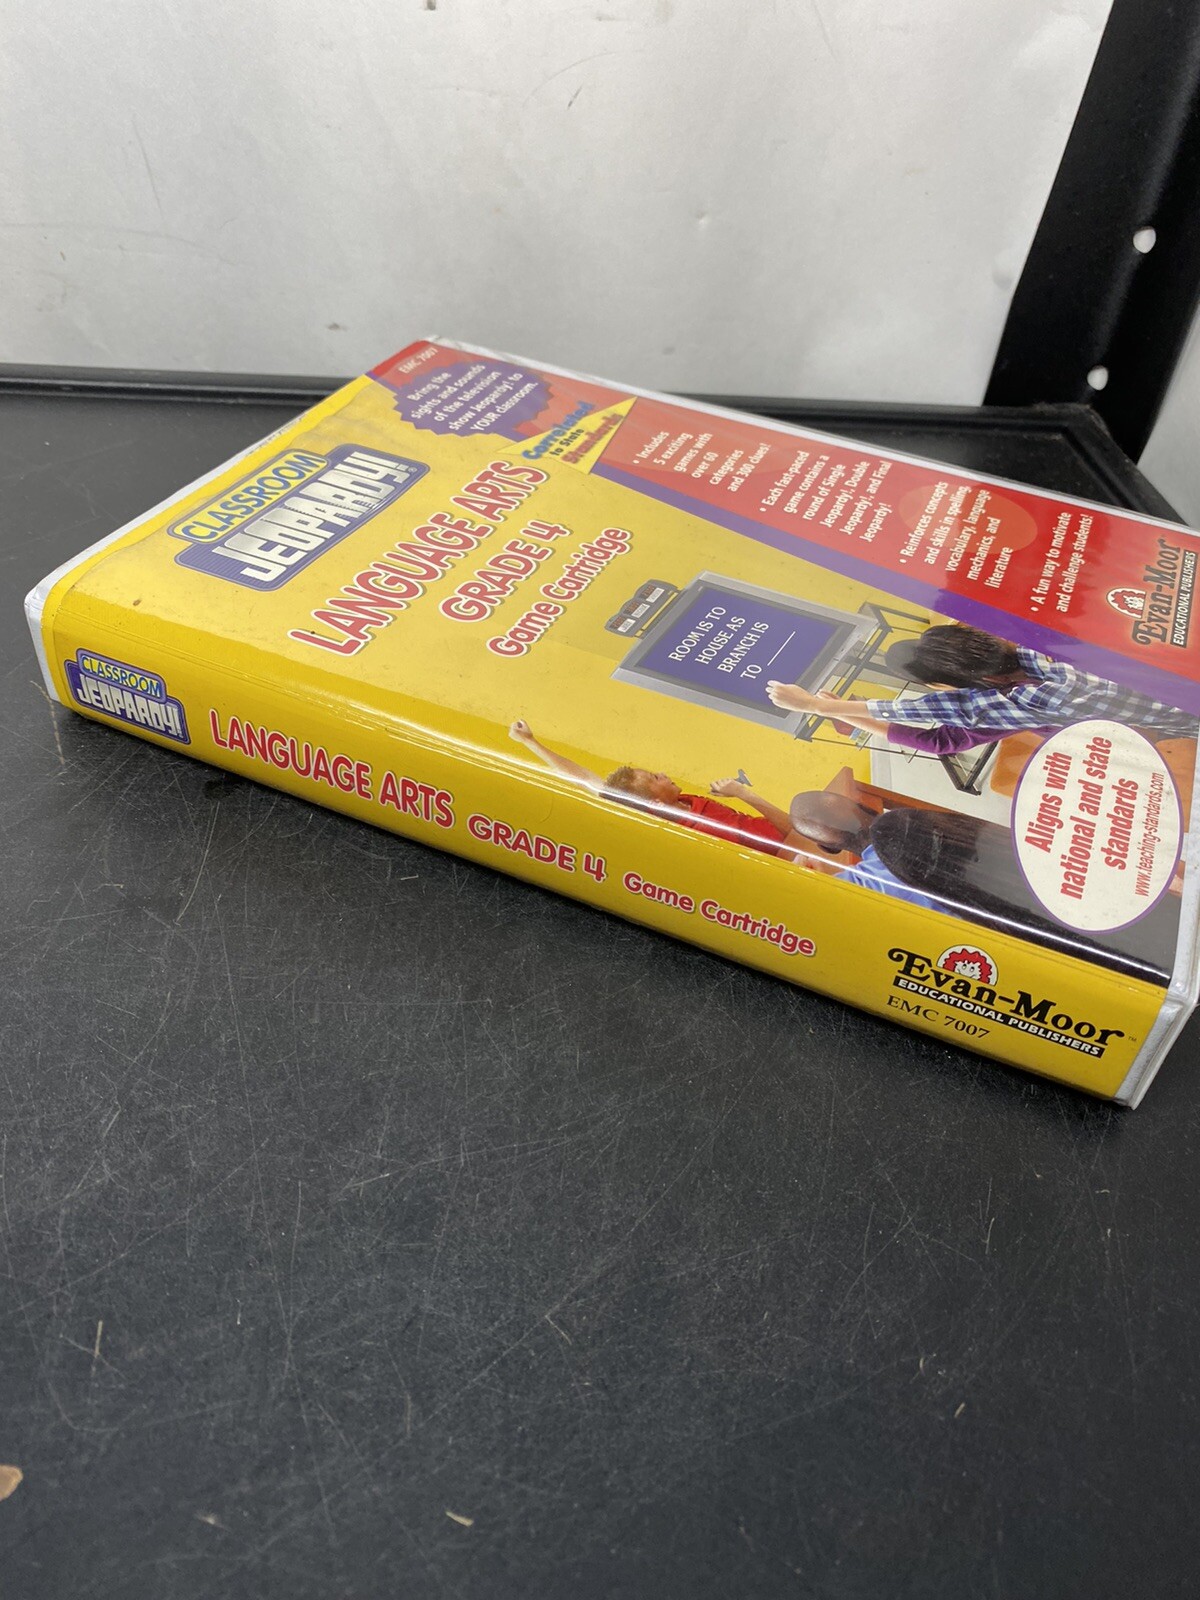 EMC 7007
Bring the
sights and sounds
of the television
show Jeopardy! to
YOUR classroom.
Correlated
to State
Standards
CLASSROOM
JEOPARDY!
LANGUAGE ARTS
GRADE 4
Game Cartridge
• Includes
5 exciting
games with
over 60
categories
and 300 clues!
• Each fast-paced
game contains a
round of Single
Jeopardy!, Double
Jeopardy!, and Final
Jeopardy!
• Reinforces concepts
and skills in spelling,
vocabulary, language
mechanics, and
literature
• A fun way to motivate
and challenge students!
Evan-Moor
EDUCATIONAL PUBLISHERS
ROOM IS TO
HOUSE AS
BRANCH IS
TO ____
Aligns with
national and state
standards
www.teaching-standards.com
CLASSROOM
JEOPARDY!
LANGUAGE ARTS GRADE 4 Game Cartridge
Evan-Moor™
EDUCATIONAL PUBLISHERS
EMC 7007